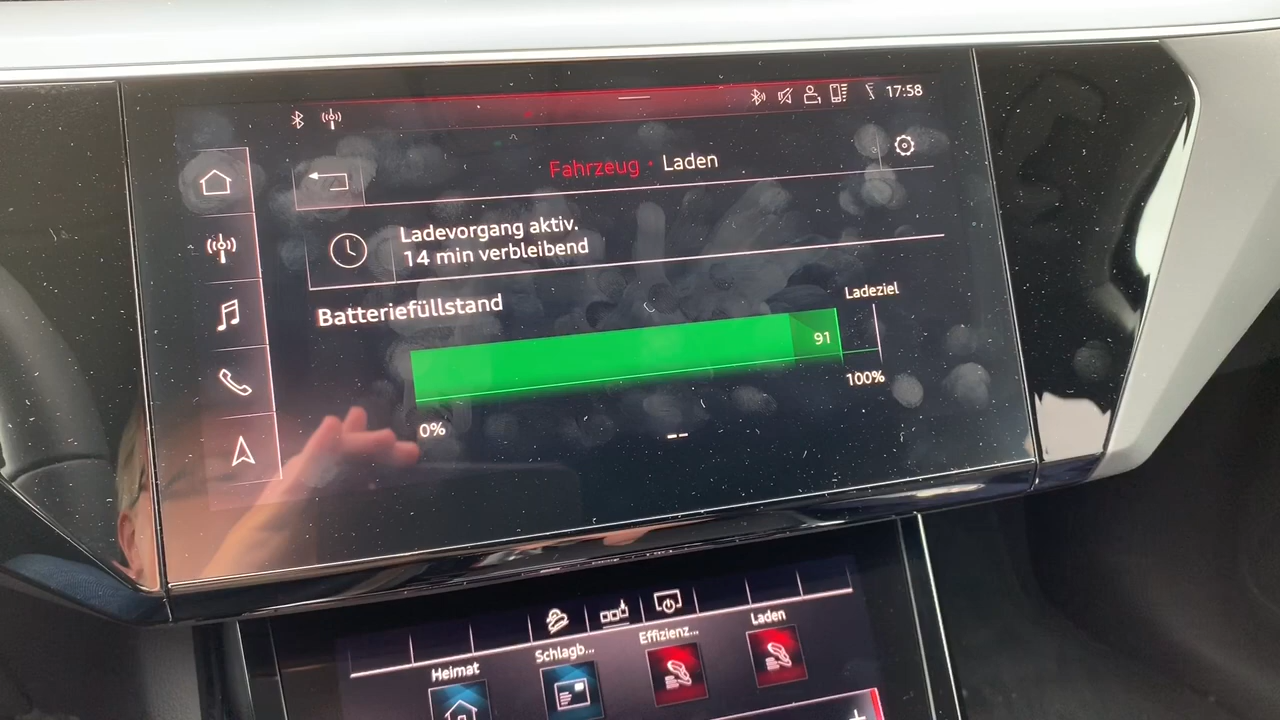 17:58
Fahrzeug · Laden
Ladevorgang aktiv.
14 min verbleibend
Batteriefüllstand
Ladeziel
91
100%
0%
Heimat
Schlagb...
Effizienz...
Laden